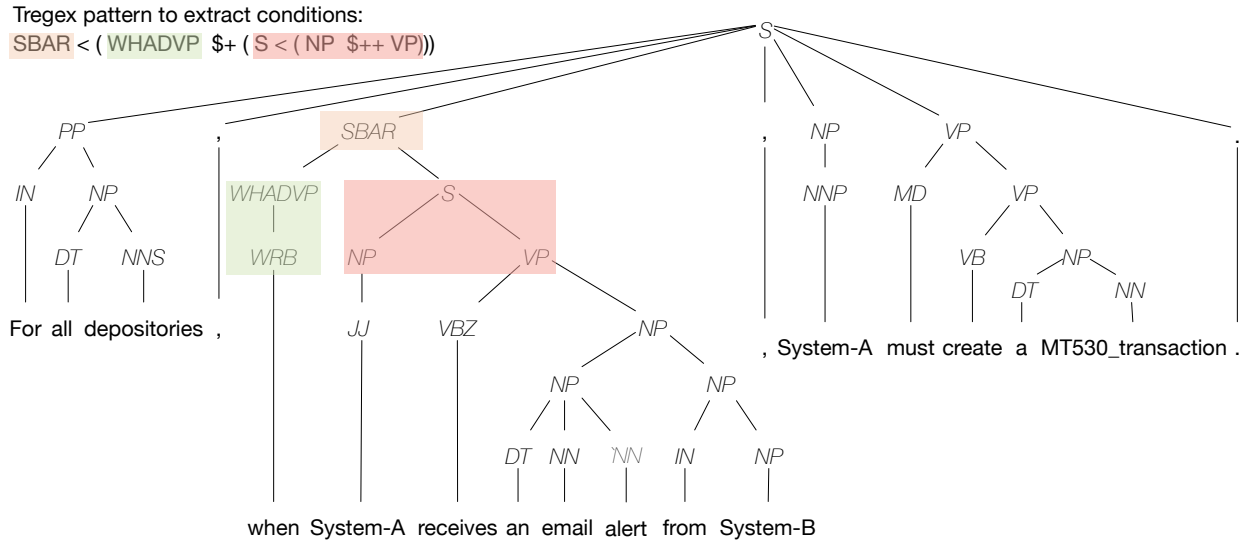 Tregex pattern to extract conditions:
SBAR < ( WHADVP $+ ( S < ( NP $++ VP)))
S
PP , SBAR , NP VP .
IN NP WHADVP S NNP MD VP
DT NNS WRB NP VP VB NP
DT NN
For all depositories , JJ VBZ NP
, System-A must create a MT530_transaction .
NP NP
DT NN `NN IN NP
when System-A receives an email alert from System-B